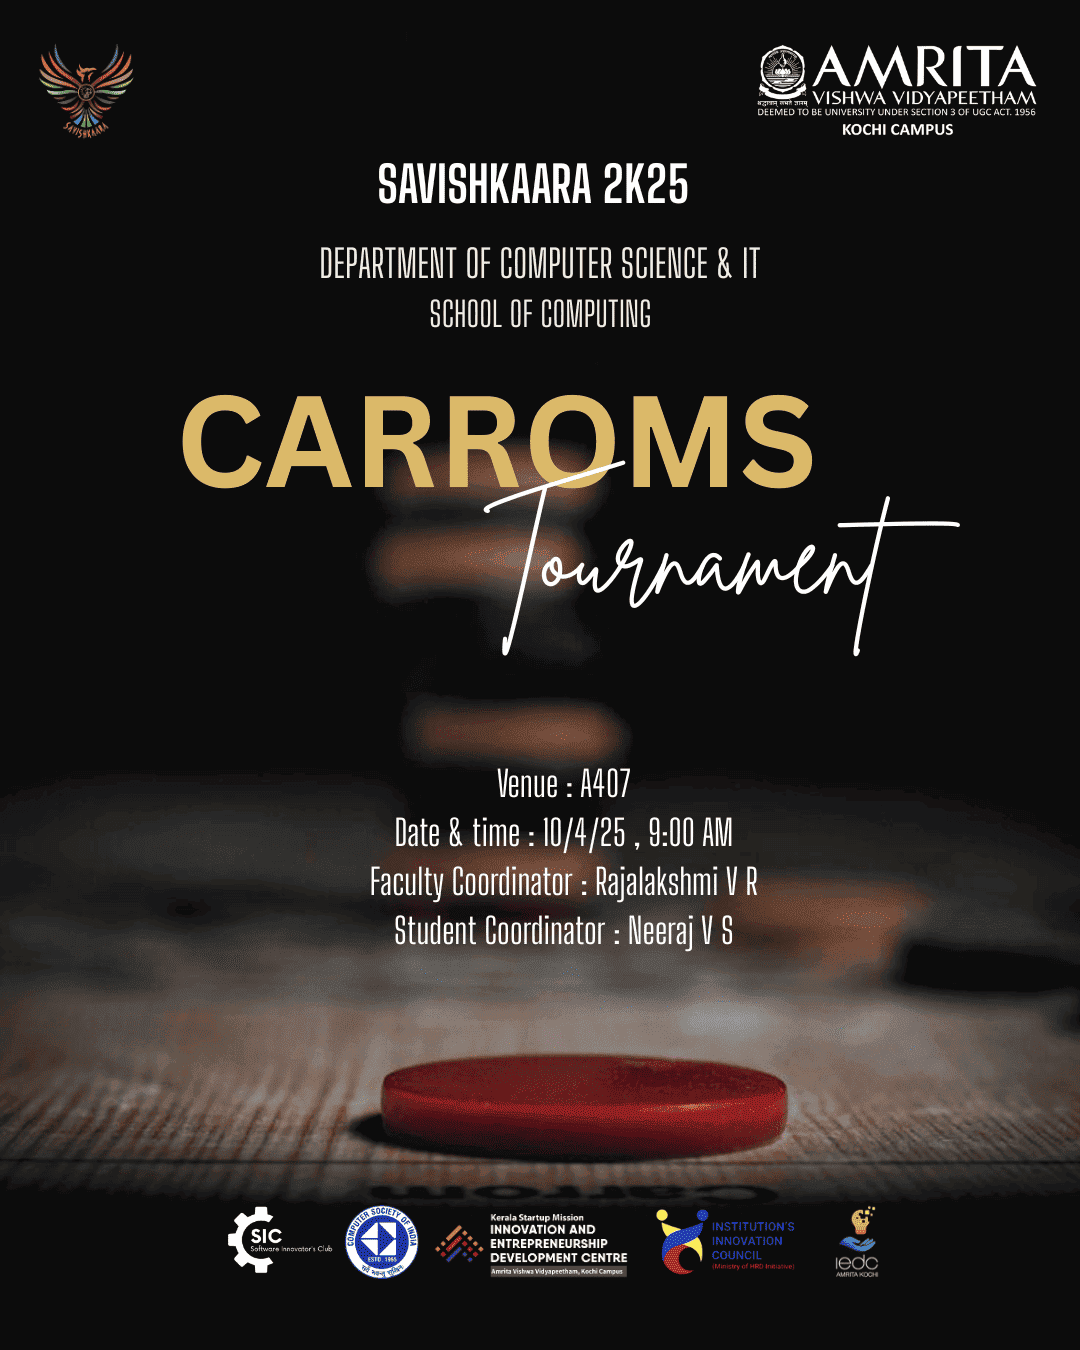 SAVISHKAARA
AMRITA
VISHWA VIDYAPEETHAM
DEEMED TO BE UNIVERSITY UNDER SECTION 3 OF UGC ACT. 1956
KOCHI CAMPUS
SAVISHKAARA 2K25
DEPARTMENT OF COMPUTER SCIENCE & IT
SCHOOL OF COMPUTING
CARROMS
Tournament
Venue : A407
Date & time : 10/4/25 , 9:00 AM
Faculty Coordinator : Rajalakshmi V R
Student Coordinator : Neeraj V S
SIC
Software Innovator's Club
COMPUTER SOCIETY OF INDIA
ESTD. 1965
Kerala Startup Mission
INNOVATION AND
ENTREPRENEURSHIP
DEVELOPMENT CENTRE
Amrita Vishwa Vidyapeetham, Kochi Campus
INSTITUTION'S
INNOVATION
COUNCIL
(Ministry of HRD Initiative)
iedc
AMRITA KOCHI